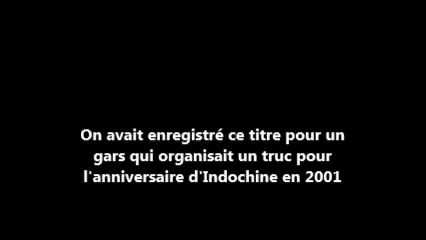 On avait enregistré ce titre pour un
gars qui organisait un truc pour
l'anniversaire d'Indochine en 2001